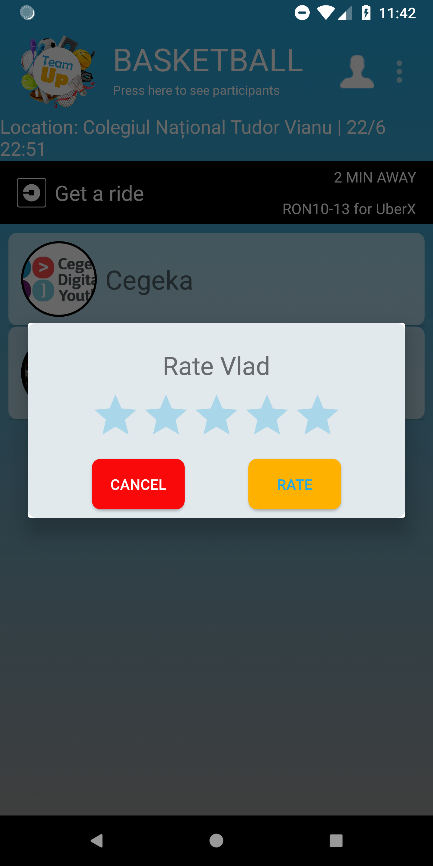 11:42
Team
UP
BASKETBALL
Press here to see participants
Location: Colegiul Național Tudor Vianu | 22/6
22:51
Get a ride
2 MIN AWAY
RON10-13 for UberX
Cege
Digita
Yout
Cegeka
Rate Vlad
CANCEL
RATE